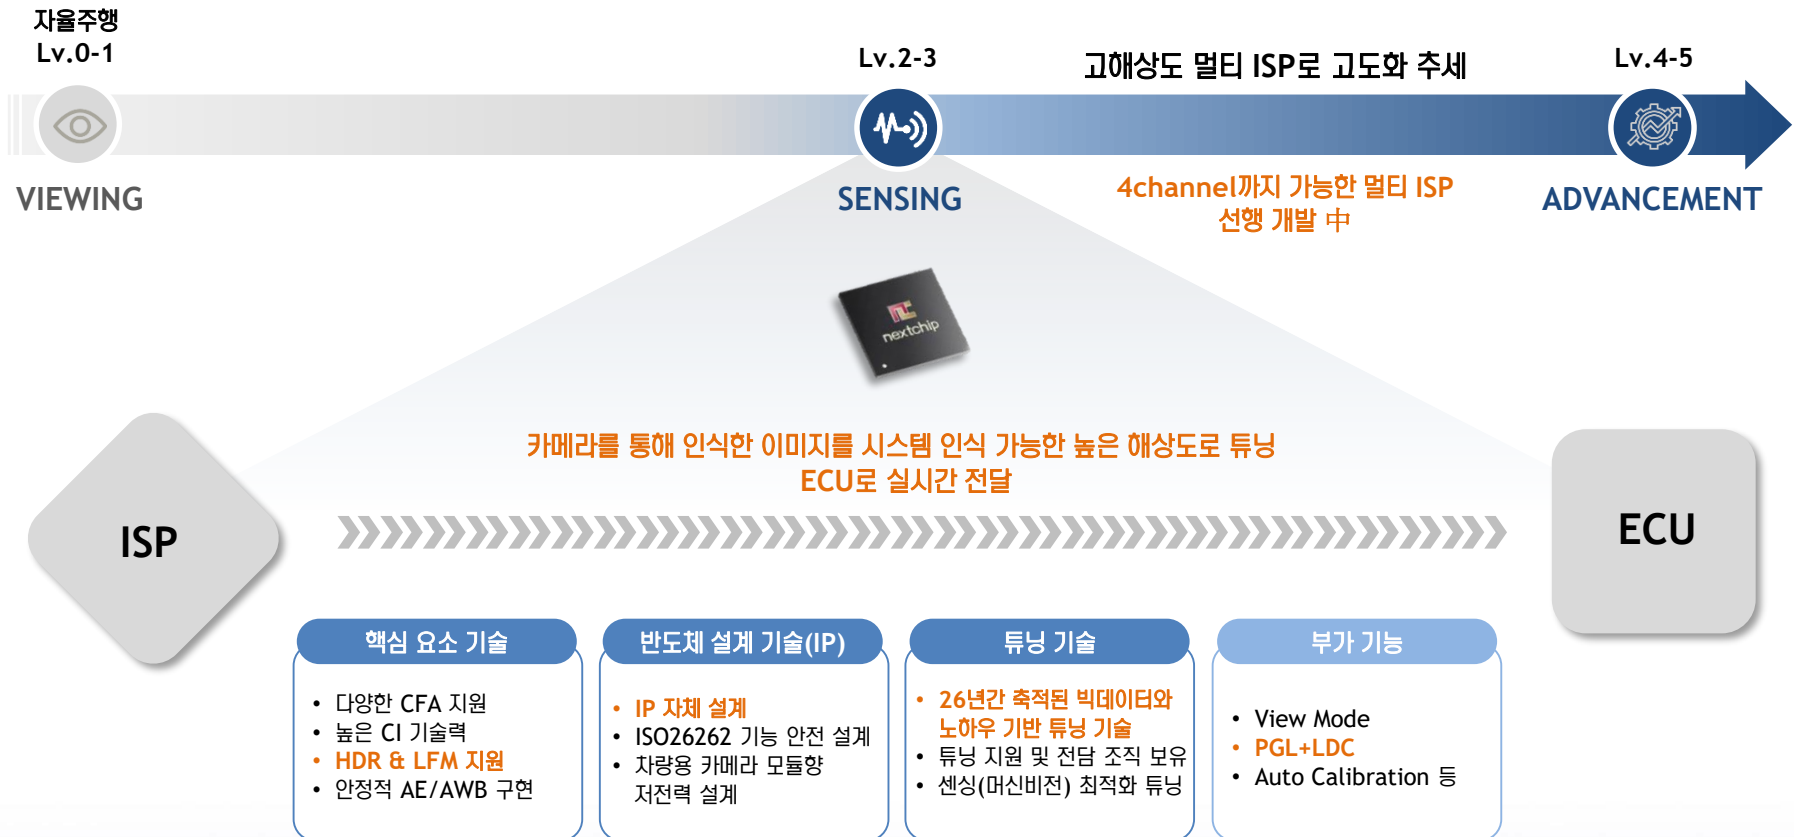 자율주행
Lv.0-1
Lv.2-3
고해상도 멀티 ISP로 고도화 추세
Lv.4-5
VIEWING
SENSING
4channel까지 가능한 멀티 ISP
선행 개발 中
ADVANCEMENT
nextchip
카메라를 통해 인식한 이미지를 시스템 인식 가능한 높은 해상도로 튜닝
ECU로 실시간 전달
ISP
ECU
핵심 요소 기술
• 다양한 CFA 지원
• 높은 CI 기술력
• HDR & LFM 지원
• 안정적 AE/AWB 구현
반도체 설계 기술(IP)
• IP 자체 설계
• ISO26262 기능 안전 설계
• 차량용 카메라 모듈향
저전력 설계
튜닝 기술
• 26년간 축적된 빅데이터와
노하우 기반 튜닝 기술
• 튜닝 지원 및 전담 조직 보유
• 센싱(머신비전) 최적화 튜닝
부가 기능
• View Mode
• PGL+LDC
• Auto Calibration 등